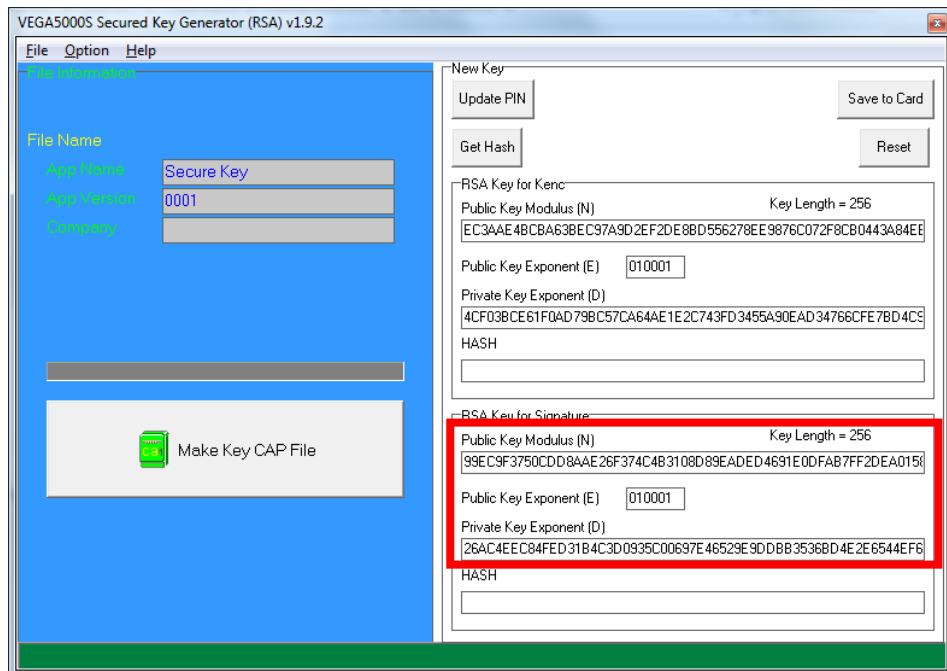 VEGA5000S Secured Key Generator (RSA) v1.9.2
File Option Help
File Information
File Name
App Name Secure Key
App Version 0001
Company
Make Key CAP File
New Key
Update PIN Save to Card
Get Hash Reset
RSA Key for Kenc
Public Key Modulus (N) Key Length = 256
EC3AAE4BCBA63BEC97A9D2EF2DE8BD556278EE9876C072F8CB0443A84EE
Public Key Exponent (E) 010001
Private Key Exponent (D)
4CF03BCE61F0AD79BC57CA64AE1E2C743FD3455A90EAD34766CFE7BD4C9
HASH
RSA Key for Signature
Public Key Modulus (N) Key Length = 256
99EC9F3750CDD8AAE26F374C4B3108D89EADED4691E0DFAB7FF2DEA0158
Public Key Exponent (E) 010001
Private Key Exponent (D)
26AC4EEC84FED31B4C3D0935C00697E46529E9DDBB3536BD4E2E6544EF6
HASH